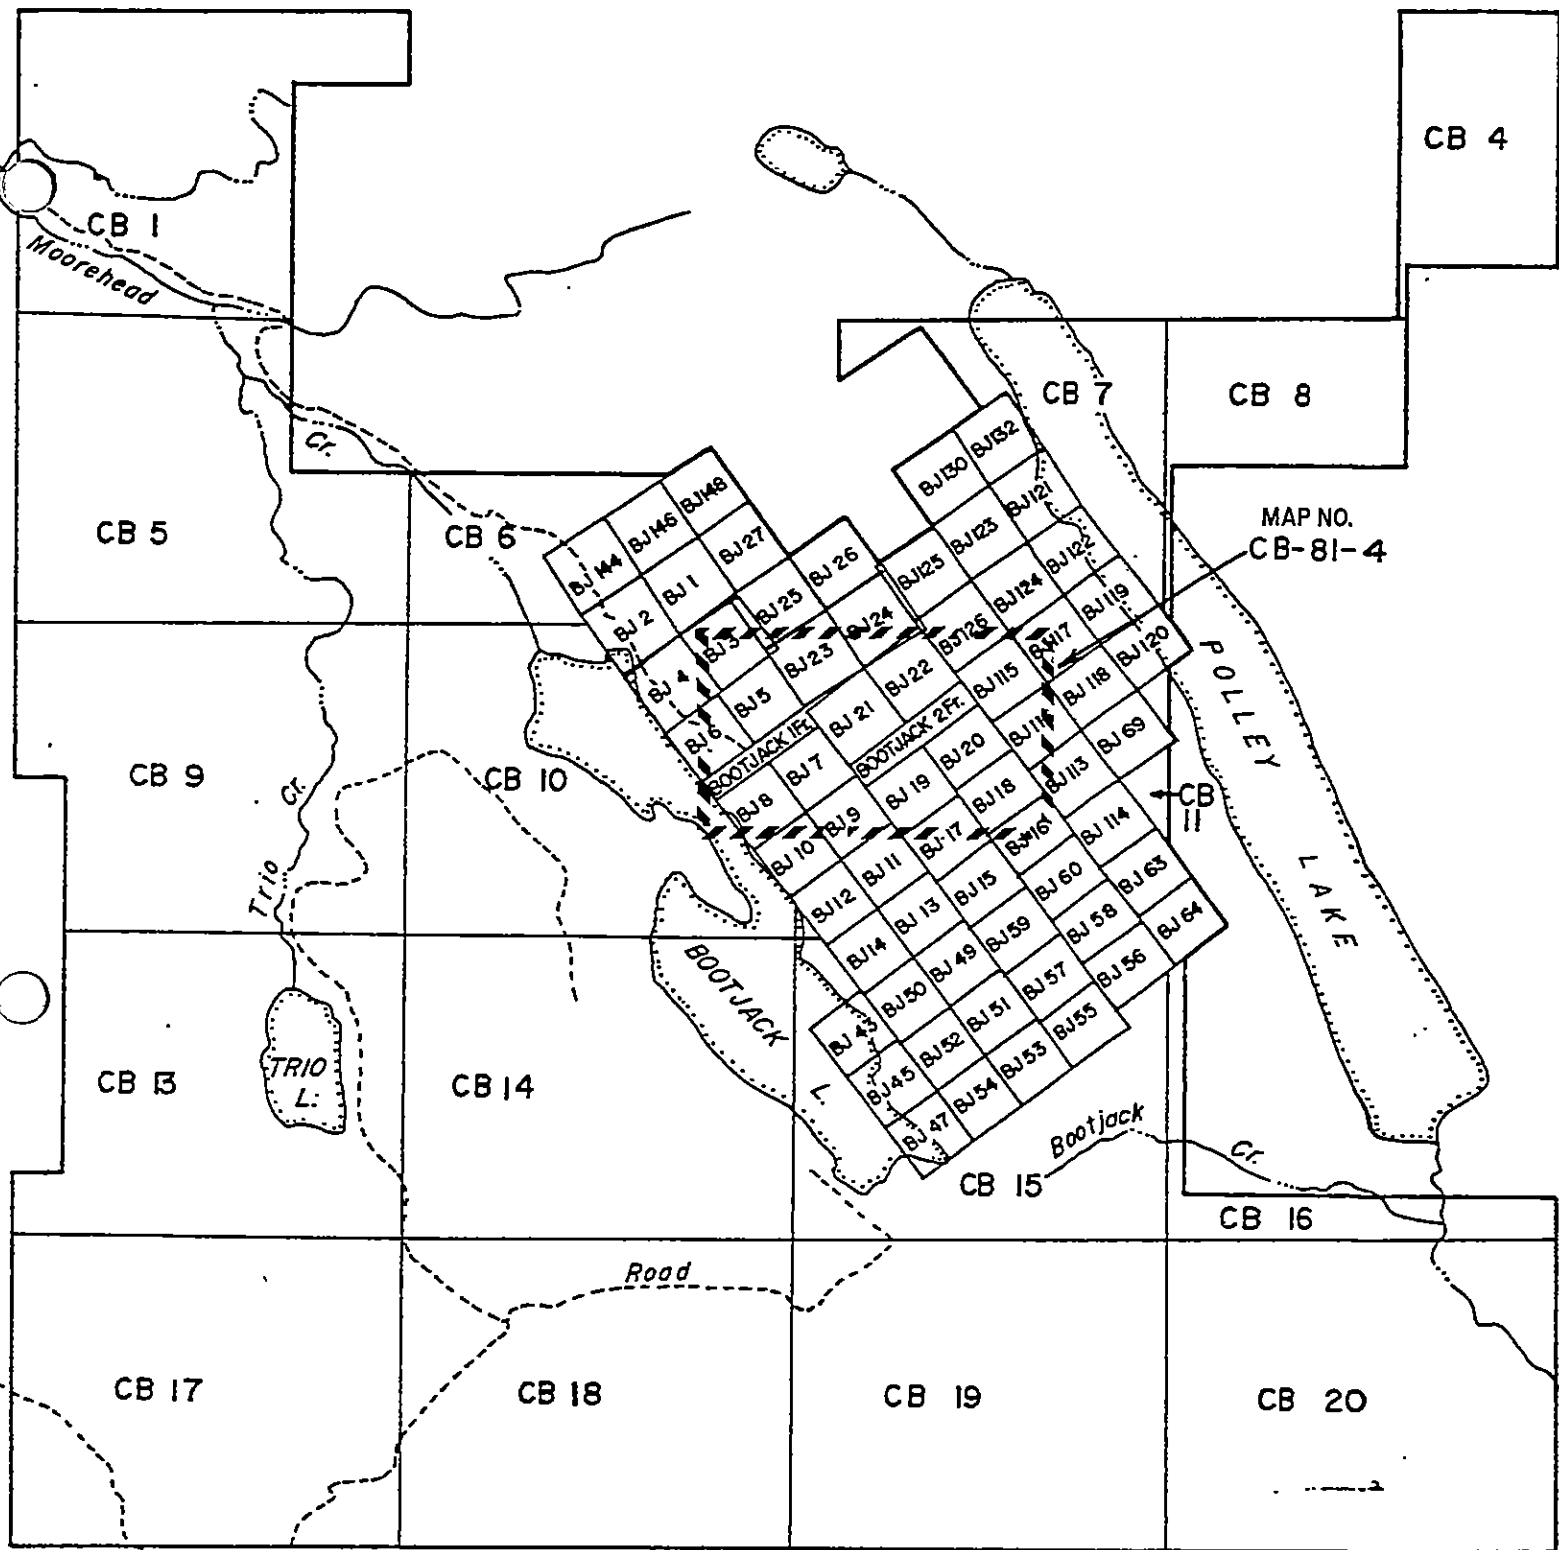 CB 4
CB 1
Moorehead
CB 7
CB 8
Cr.
CB 5
CB 6
MAP NO.
CB-81-4
BJ 132
BJ 130
BJ 148
BJ 146
BJ 144
BJ 121
BJ 123
BJ 27
BJ 26
BJ 125
BJ 122
BJ 1
BJ 2
BJ 25
BJ 24
BJ 124
BJ 119
BJ 3
BJ 23
BJ 126
BJ 117
BJ 120
BJ 4
BJ 5
BJ 22
BJ 115
BJ 118
BJ 6
BJ 21
BOOTJACK 1Fr.
BOOTJACK 2Fr.
BJ 69
POLLEY
LAKE
CB 9
Cr.
Trio
CB 10
BJ 7
BJ 20
BJ 8
BJ 19
BJ 113
CB
11
BJ 9
BJ 18
BJ 10
BJ 17
BJ 16
BJ 114
BJ 11
BJ 12
BJ 15
BJ 60
BJ 63
BJ 13
BJ 14
BJ 59
BJ 58
BJ 64
BJ 49
BJ 50
BJ 57
BJ 56
BOOTJACK
L.
BJ 43
BJ 51
BJ 55
BJ 52
BJ 53
BJ 45
BJ 54
BJ 47
CB 13
TRIO
L.
CB 14
Bootjack
Cr.
CB 15
CB 16
Road
CB 17
CB 18
CB 19
CB 20